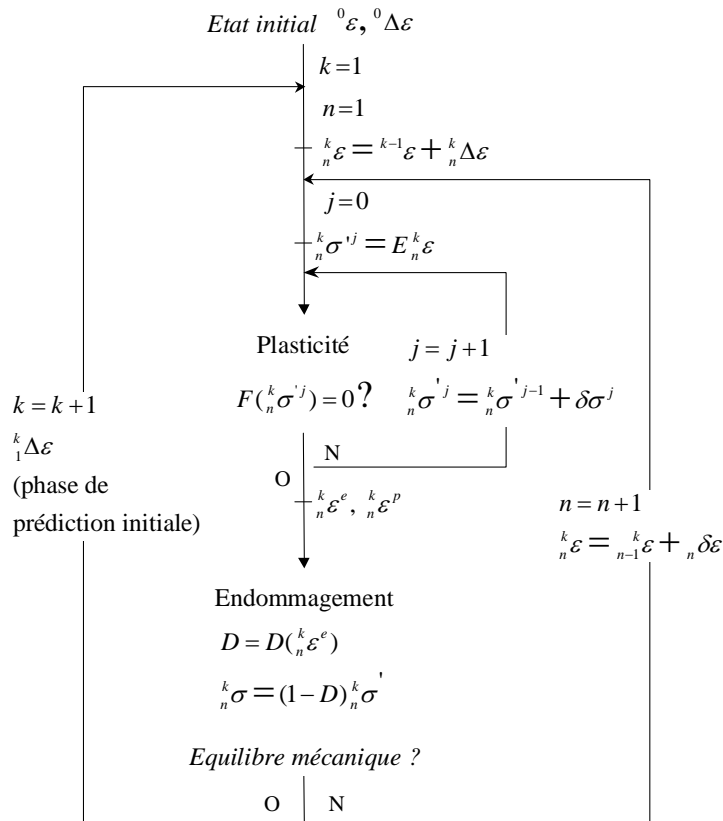 Etat initial ⁰ε, ⁰Δε
k=1
n=1
ₙᵏε = ᵏ⁻¹ε + ₙᵏΔε
j=0
ₙᵏσ'ʲ = E ₙᵏε
Plasticité
F(ₙᵏσ'ʲ)=0?
j = j+1
ₙᵏσ'ʲ = ₙᵏσ'ʲ⁻¹ + δσʲ
N
O
ₙᵏεᵉ, ₙᵏεᵖ
k = k+1
₁ᵏΔε
(phase de
prédiction initiale)
n = n+1
ₙᵏε = ₙ₋₁ᵏε + ₙδε
Endommagement
D = D(ₙᵏεᵉ)
ₙᵏσ = (1−D)ₙᵏσ'
Equilibre mécanique ?
O N